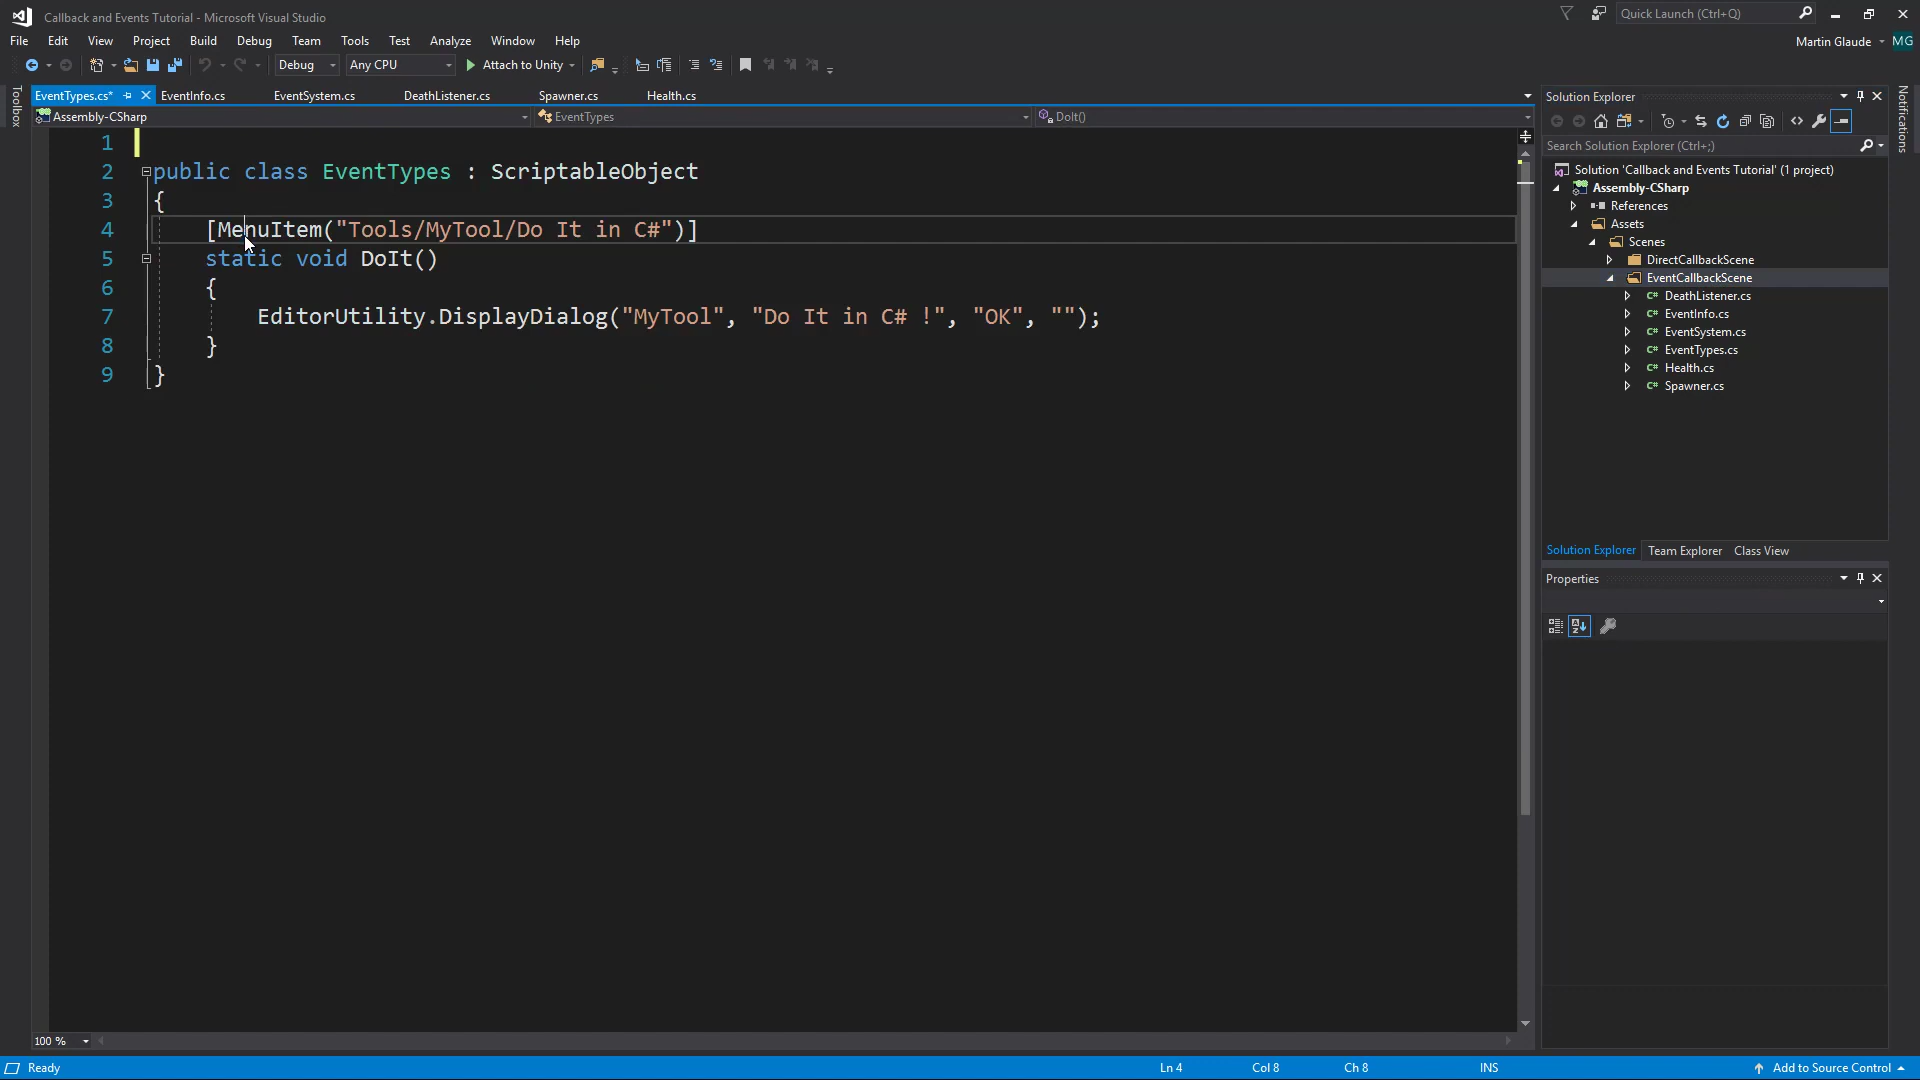 Callback and Events Tutorial - Microsoft Visual Studio
Quick Launch (Ctrl+Q)
File Edit View Project Build Debug Team Tools Test Analyze Window Help
Martin Glaude MG
Debug Any CPU Attach to Unity
Toolbox
EventTypes.cs* EventInfo.cs EventSystem.cs DeathListener.cs Spawner.cs Health.cs
Assembly-CSharp EventTypes DoIt()
1
2 public class EventTypes : ScriptableObject
3 {
4 [MenuItem("Tools/MyTool/Do It in C#")]
5 static void DoIt()
6 {
7 EditorUtility.DisplayDialog("MyTool", "Do It in C# !", "OK", "");
8 }
9 }
100 %
Solution Explorer
Search Solution Explorer (Ctrl+;)
Solution 'Callback and Events Tutorial' (1 project)
Assembly-CSharp
References
Assets
Scenes
DirectCallbackScene
EventCallbackScene
C# DeathListener.cs
C# EventInfo.cs
C# EventSystem.cs
C# EventTypes.cs
C# Health.cs
C# Spawner.cs
Solution Explorer Team Explorer Class View
Properties
Notifications
Ready Ln 4 Col 8 Ch 8 INS Add to Source Control